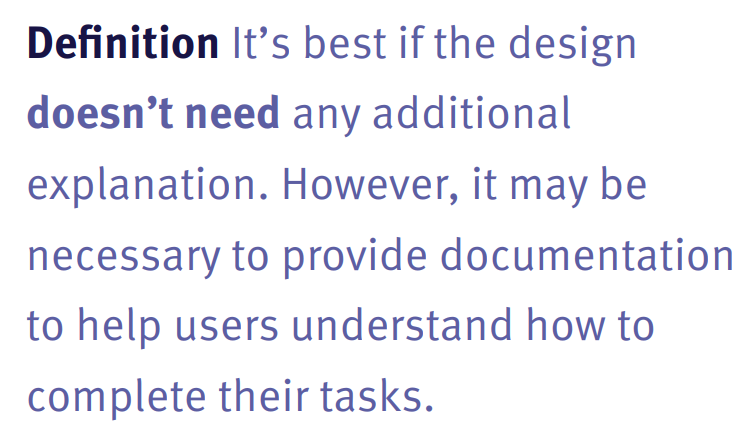 Definition It’s best if the design
doesn’t need any additional
explanation. However, it may be
necessary to provide documentation
to help users understand how to
complete their tasks.